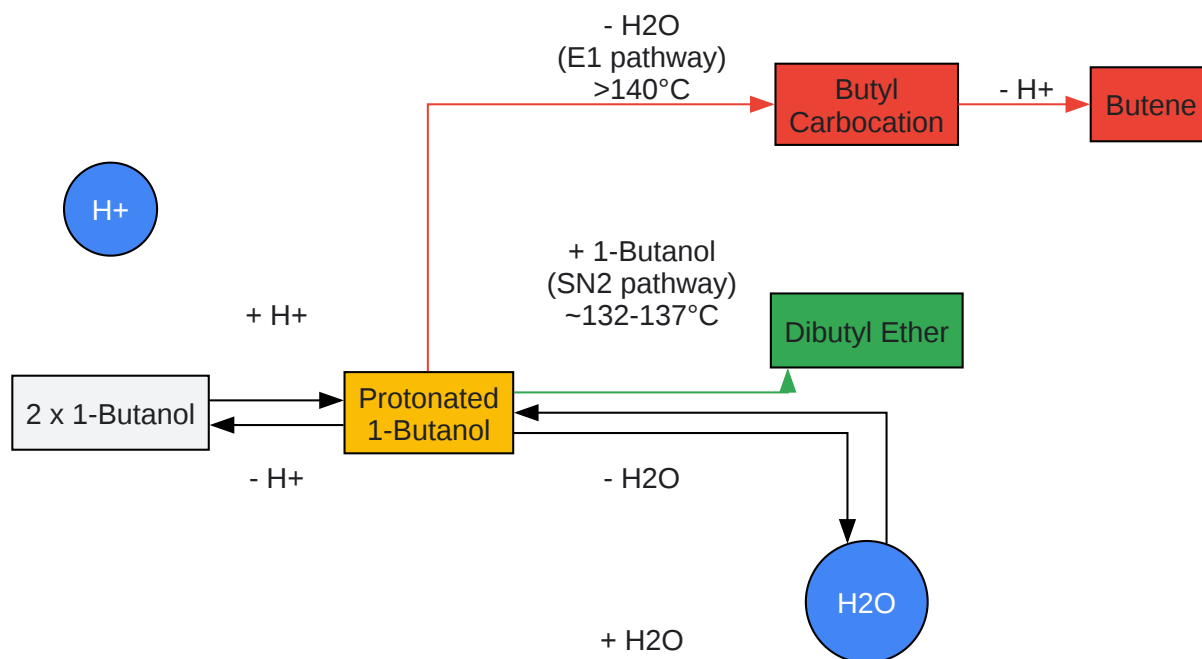 - H2O
(E1 pathway)
>140°C
Butyl
Carbocation
- H+
Butene
H+
+ 1-Butanol
(SN2 pathway)
~132-137°C
Dibutyl Ether
+ H+
2 x 1-Butanol
Protonated
1-Butanol
- H+
- H2O
H2O
+ H2O